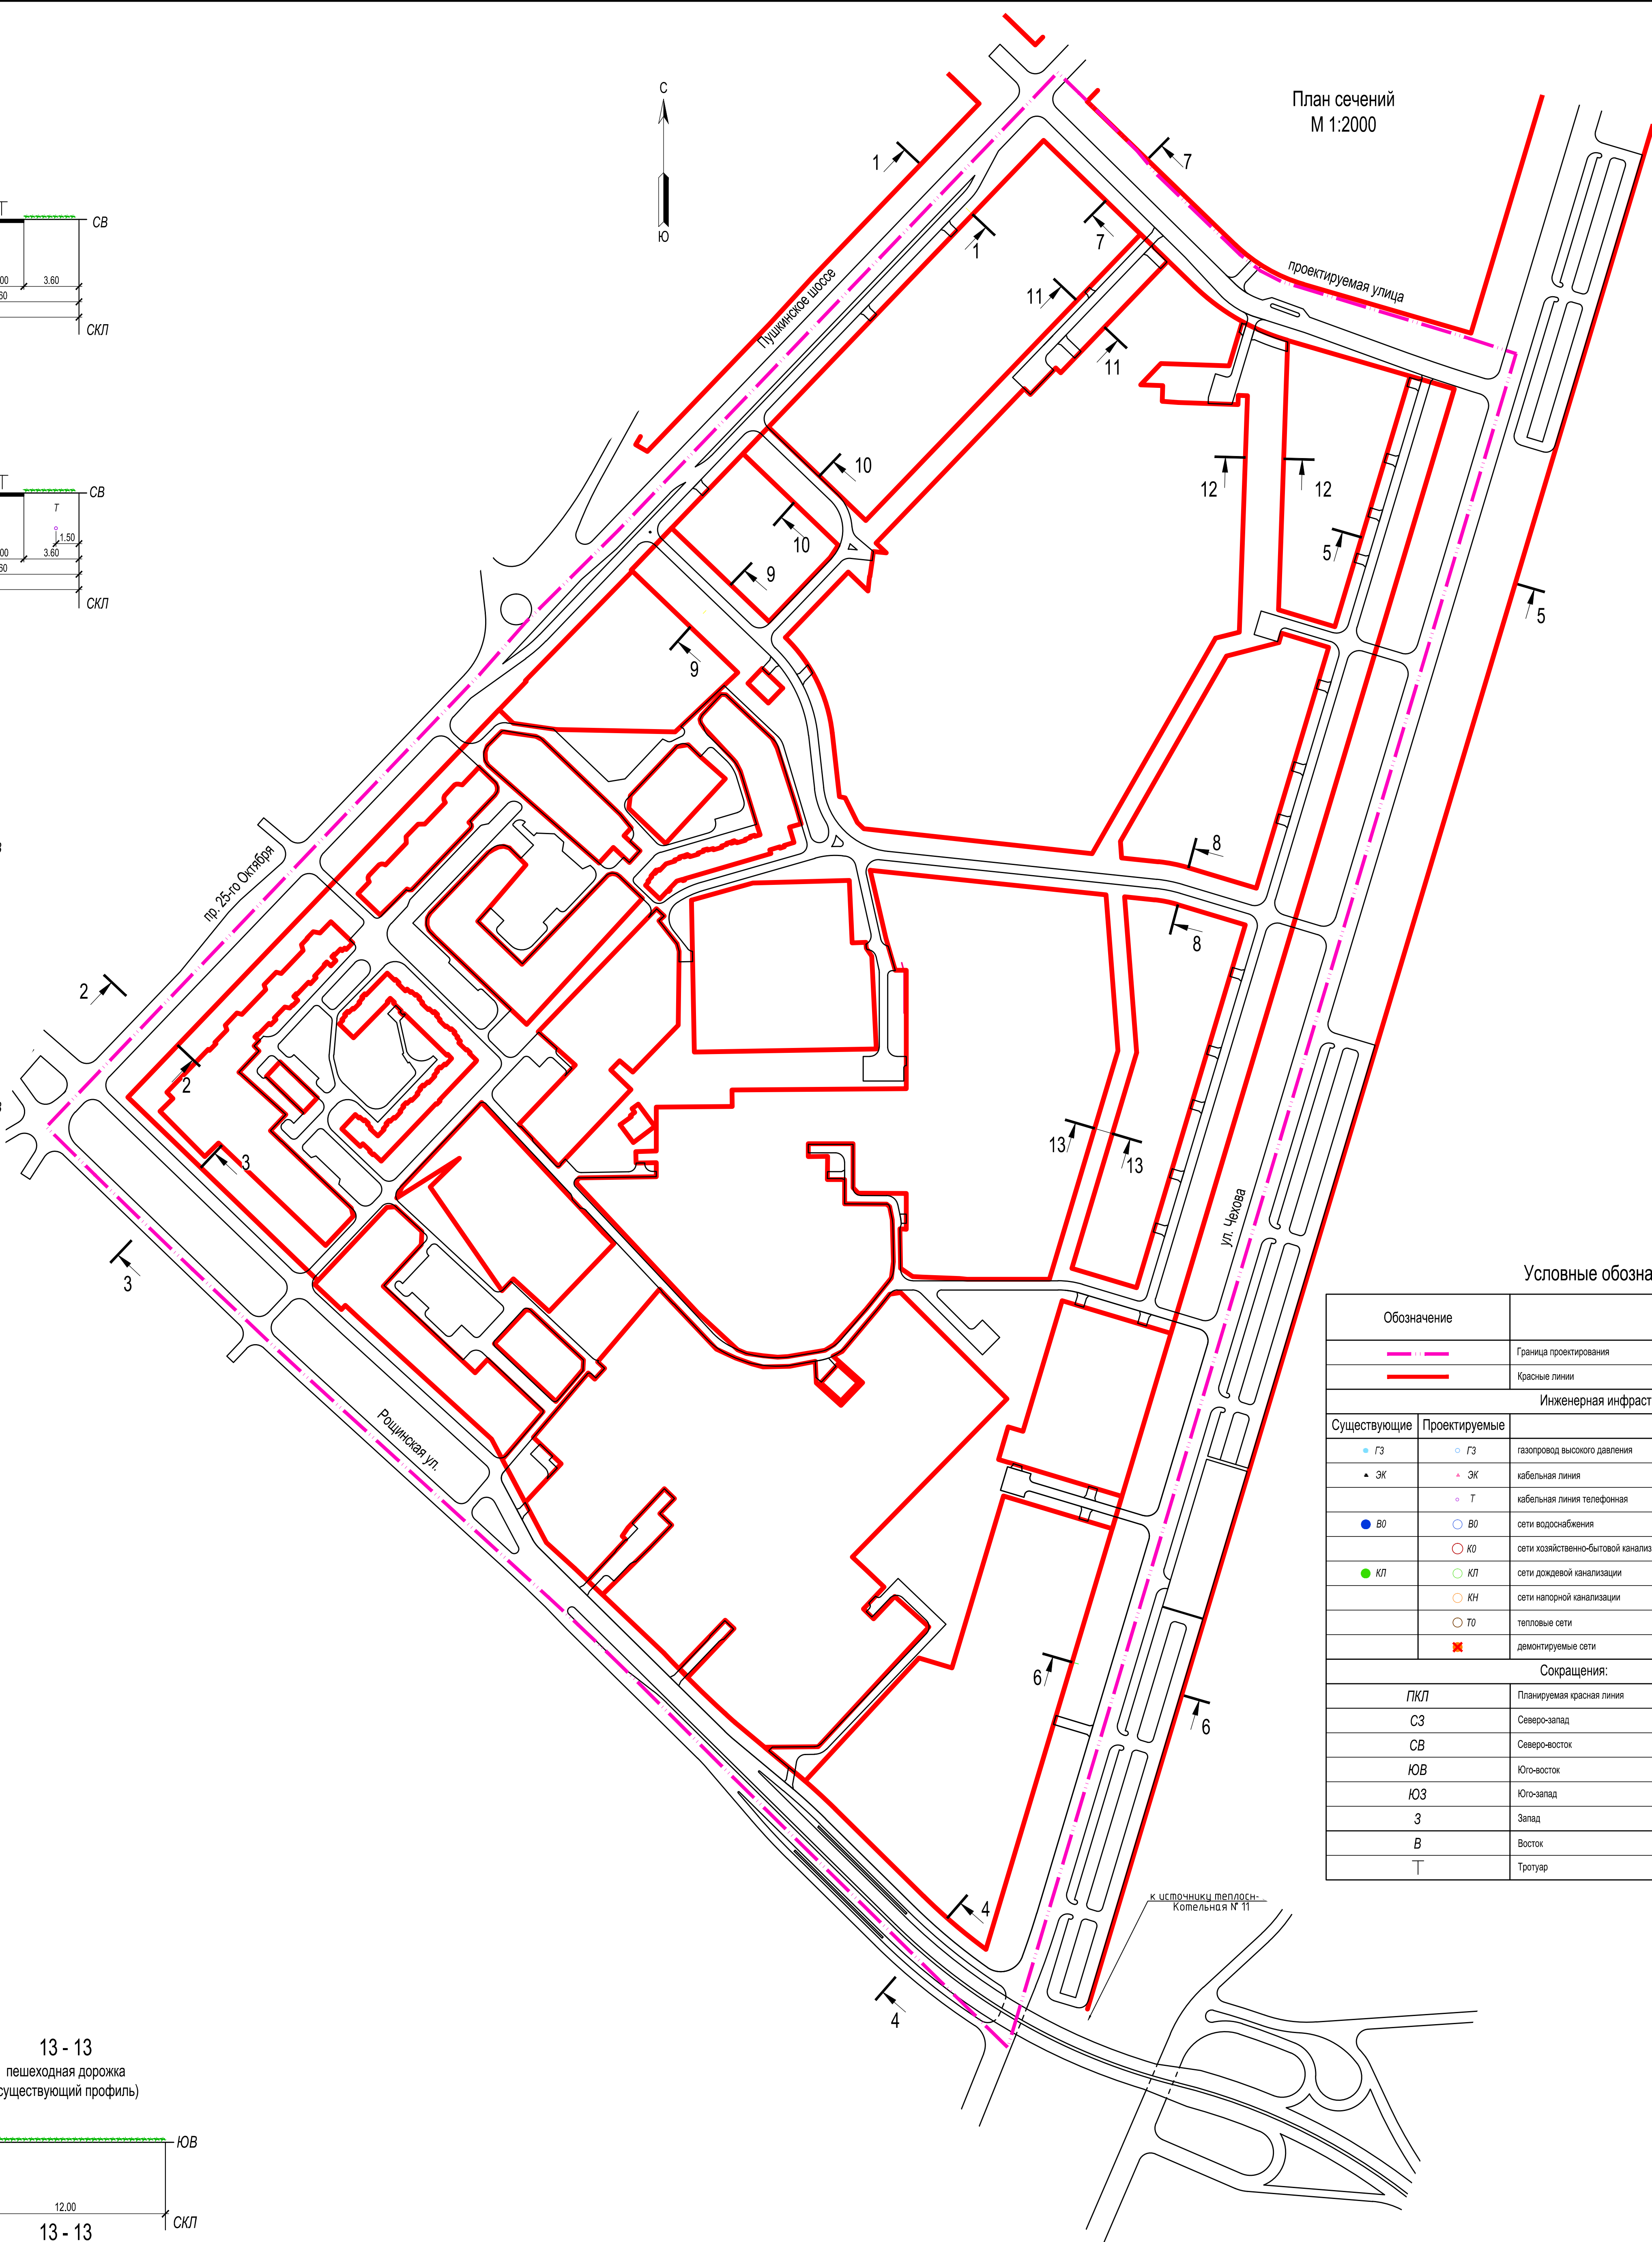 С
Ю
План сечений
М 1:2000
1
7
СВ
3.60
СКЛ
1
7
Пушкинское шоссе
проектируемая улица
11
11
10
12
12
СВ
Т
1.50
3.60
СКЛ
10
5
9
5
9
8
пр. 25-го Октября
8
2
2
13
13
3
3
ул. Чехова
Рощинская ул.
6
6
4
4
к источнику теплосн-
Котельная N 11
Условные обозна
Обозначение
Граница проектирования
Красные линии
Инженерная инфраст
Существующие Проектируемые
ГЗ ГЗ газопровод высокого давления
ЭК ЭК кабельная линия
Т кабельная линия телефонная
В0 В0 сети водоснабжения
К0 сети хозяйственно-бытовой канализ
КЛ КЛ сети дождевой канализации
КН сети напорной канализации
Т0 тепловые сети
демонтируемые сети
Сокращения:
ПКЛ Планируемая красная линия
СЗ Северо-запад
СВ Северо-восток
ЮВ Юго-восток
ЮЗ Юго-запад
З Запад
В Восток
Т Тротуар
13 - 13
пешеходная дорожка
существующий профиль)
ЮВ
12.00
СКЛ
13 - 13